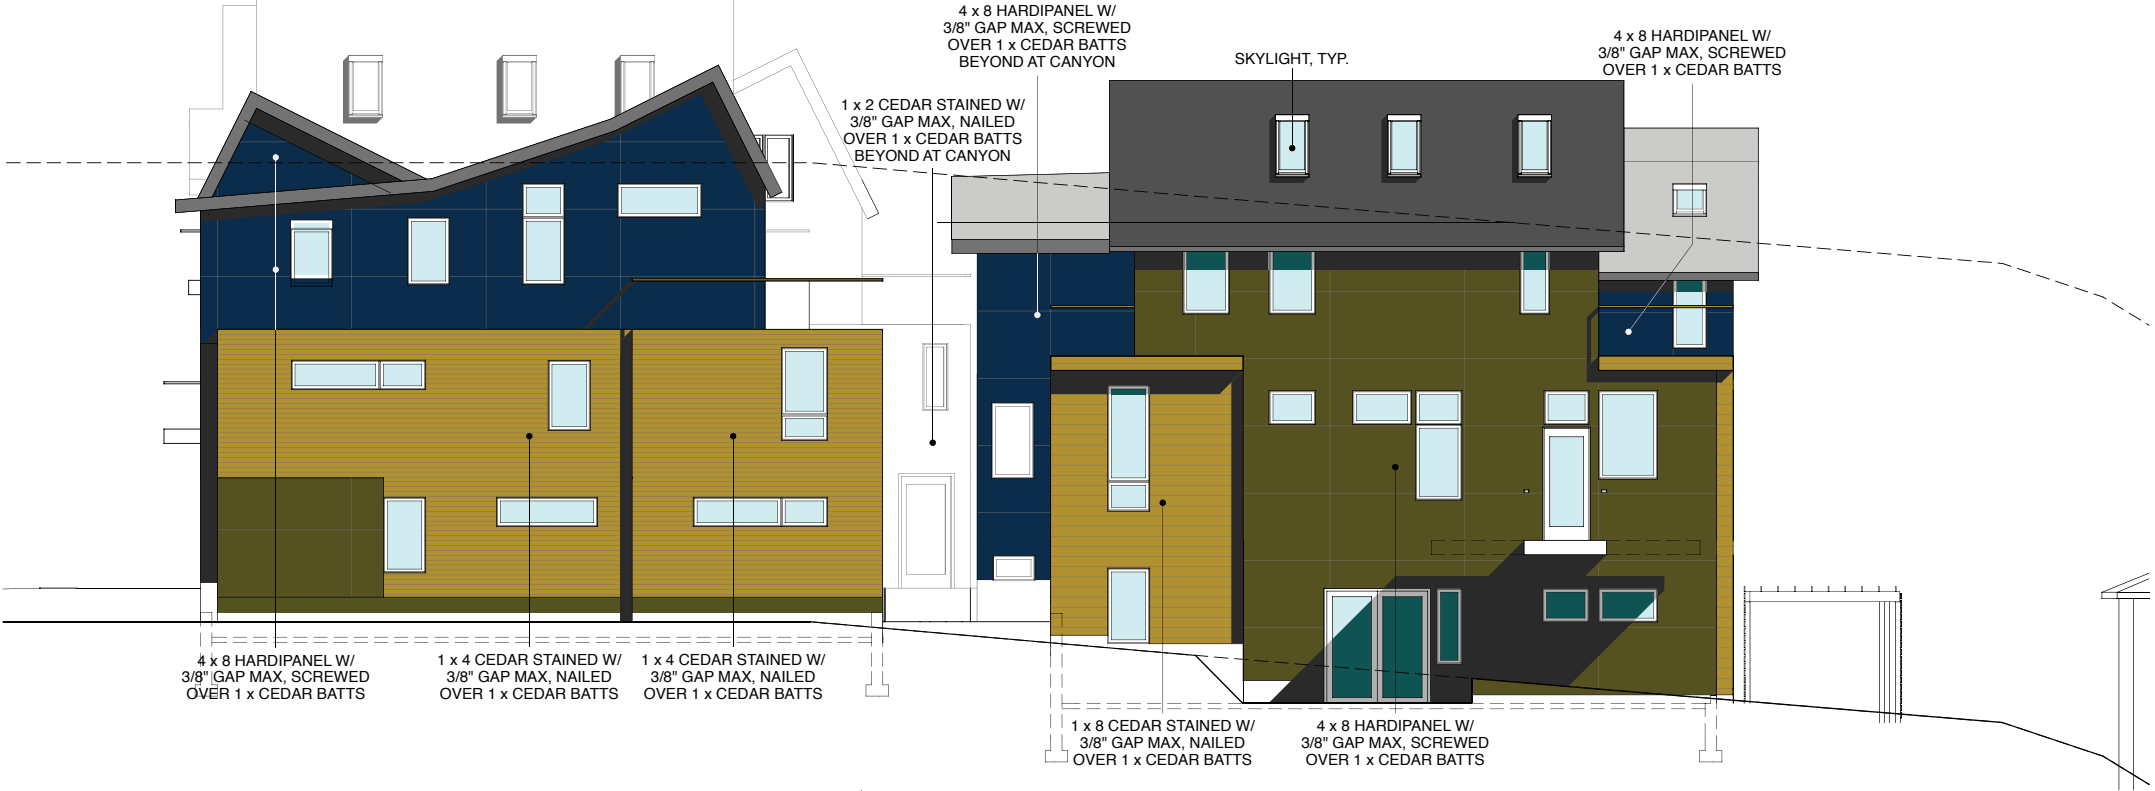 4 x 8 HARDIPANEL W/
3/8" GAP MAX, SCREWED
OVER 1 x CEDAR BATTS
BEYOND AT CANYON
SKYLIGHT, TYP.
4 x 8 HARDIPANEL W/
3/8" GAP MAX, SCREWED
OVER 1 x CEDAR BATTS
1 x 2 CEDAR STAINED W/
3/8" GAP MAX, NAILED
OVER 1 x CEDAR BATTS
BEYOND AT CANYON
4 x 8 HARDIPANEL W/
3/8" GAP MAX, SCREWED
OVER 1 x CEDAR BATTS
1 x 4 CEDAR STAINED W/
3/8" GAP MAX, NAILED
OVER 1 x CEDAR BATTS
1 x 4 CEDAR STAINED W/
3/8" GAP MAX, NAILED
OVER 1 x CEDAR BATTS
1 x 8 CEDAR STAINED W/
3/8" GAP MAX, NAILED
OVER 1 x CEDAR BATTS
4 x 8 HARDIPANEL W/
3/8" GAP MAX, SCREWED
OVER 1 x CEDAR BATTS